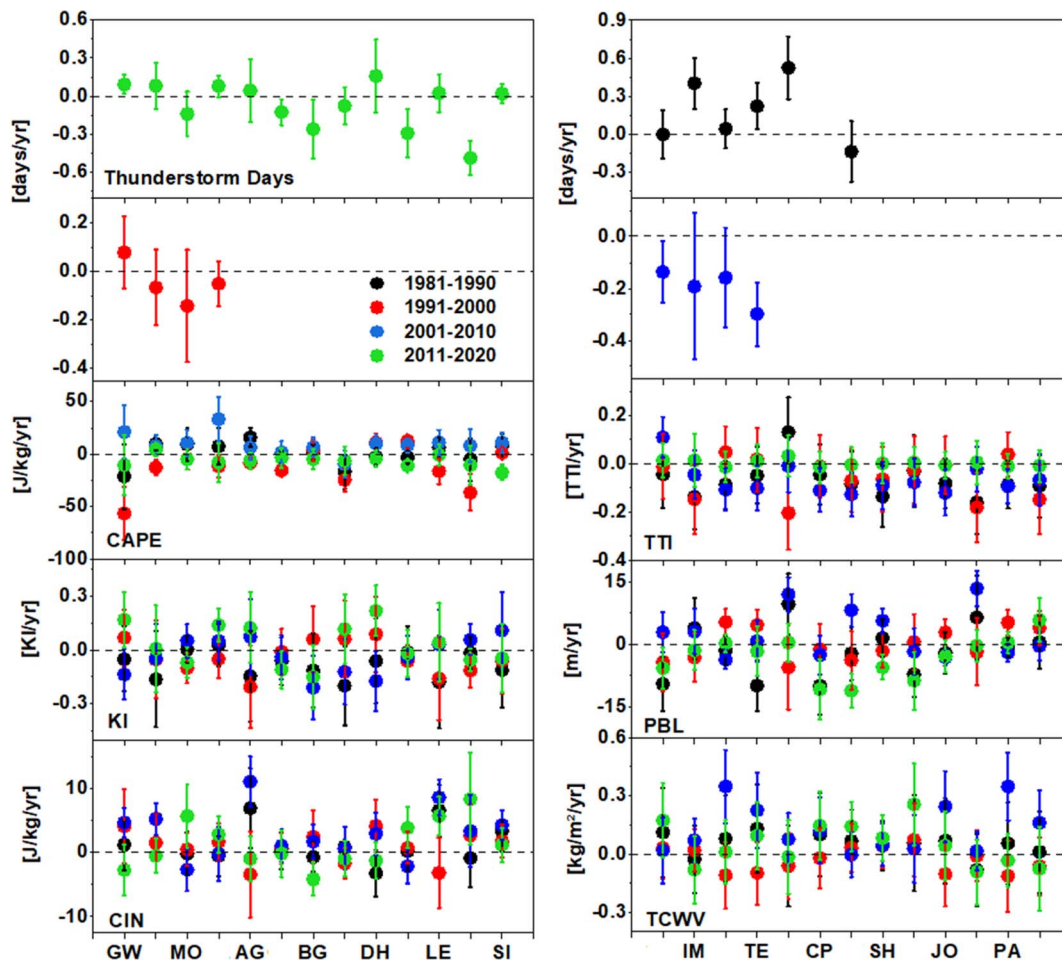 0.6
0.3
0.0
-0.3
-0.6
[days/yr]
Thunderstorm Days
0.9
0.6
0.3
0.0
-0.3
[days/yr]
0.2
0.0
-0.2
-0.4
1981-1990
1991-2000
2001-2010
2011-2020
0.0
-0.2
-0.4
50
0
-50
-100
[J/kg/yr]
CAPE
0.2
0.0
-0.2
-0.4
[TTI/yr]
TTI
0.3
0.0
-0.3
[KI/yr]
KI
15
0
-15
[m/yr]
PBL
10
0
-10
[J/kg/yr]
CIN
GW MO AG BG DH LE SI
0.6
0.3
0.0
-0.3
[kg/m²/yr]
TCWV
IM TE CP SH JO PA